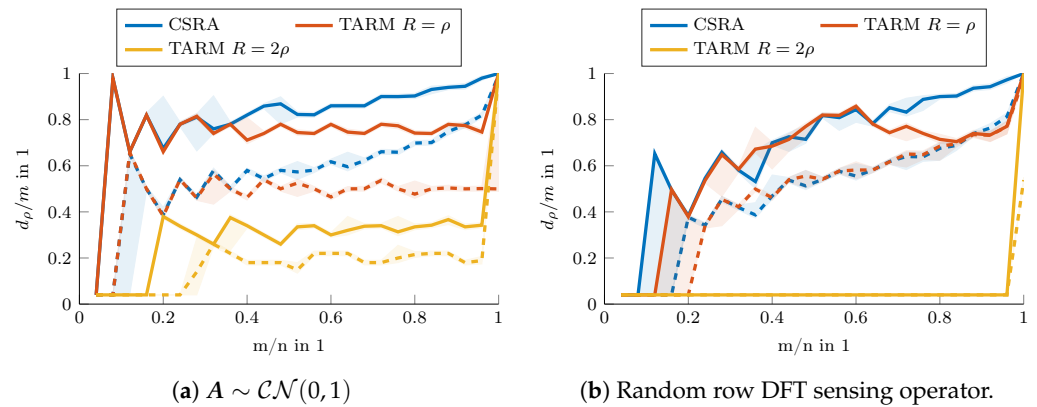 CSRA
TARM R = ρ
TARM R = 2ρ
1
0.8
0.6
0.4
0.2
0
d_ρ/m in 1
0
0.2
0.4
0.6
0.8
1
m/n in 1
(a) A ∼ 𝒞𝒩(0, 1)
CSRA
TARM R = ρ
TARM R = 2ρ
1
0.8
0.6
0.4
0.2
0
d_ρ/m in 1
0
0.2
0.4
0.6
0.8
1
m/n in 1
(b) Random row DFT sensing operator.